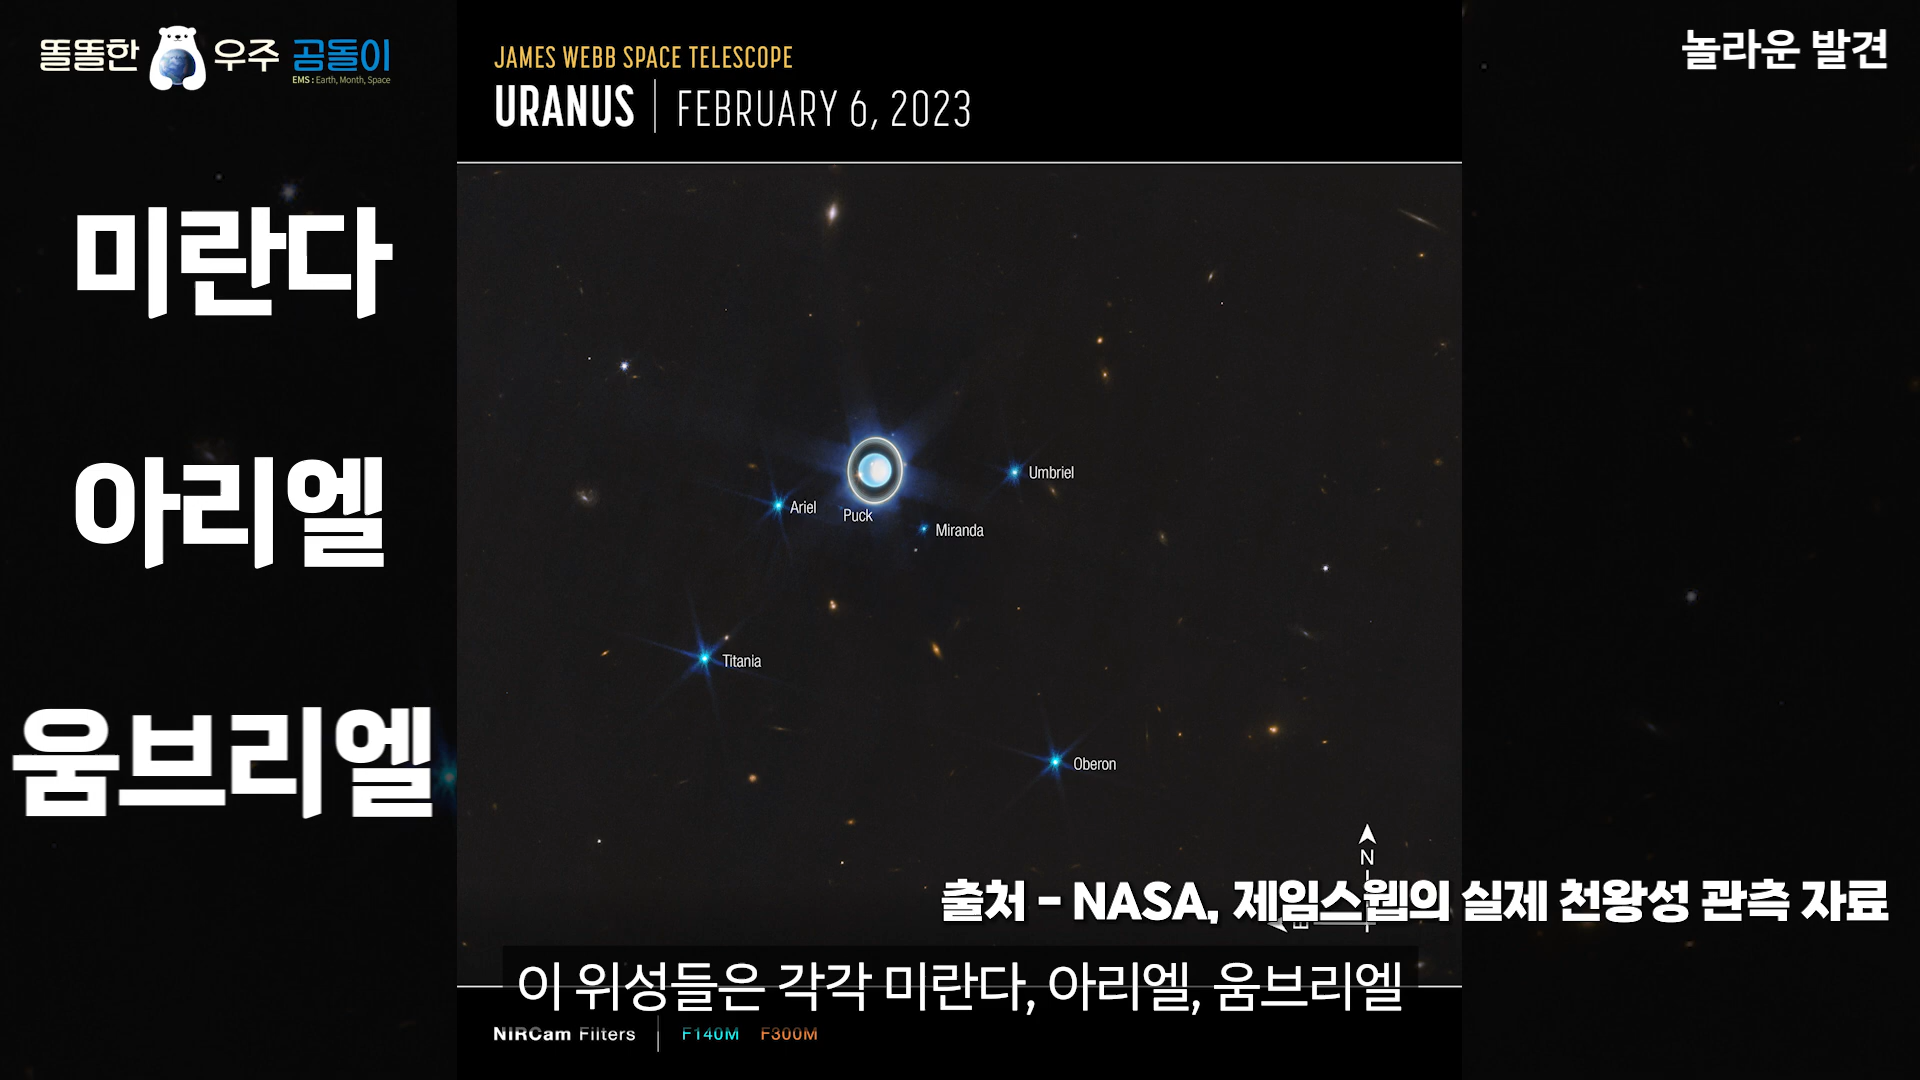 똘똘한 우주 곰돌이
EMS : Earth, Month, Space
놀라운 발견
JAMES WEBB SPACE TELESCOPE
URANUS | FEBRUARY 6, 2023
미란다
아리엘
움브리엘
Umbriel
Ariel
Puck
Miranda
Titania
Oberon
N
E
출처 - NASA, 제임스웹의 실제 천왕성 관측 자료
이 위성들은 각각 미란다, 아리엘, 움브리엘
NIRCam Filters | F140M F300M